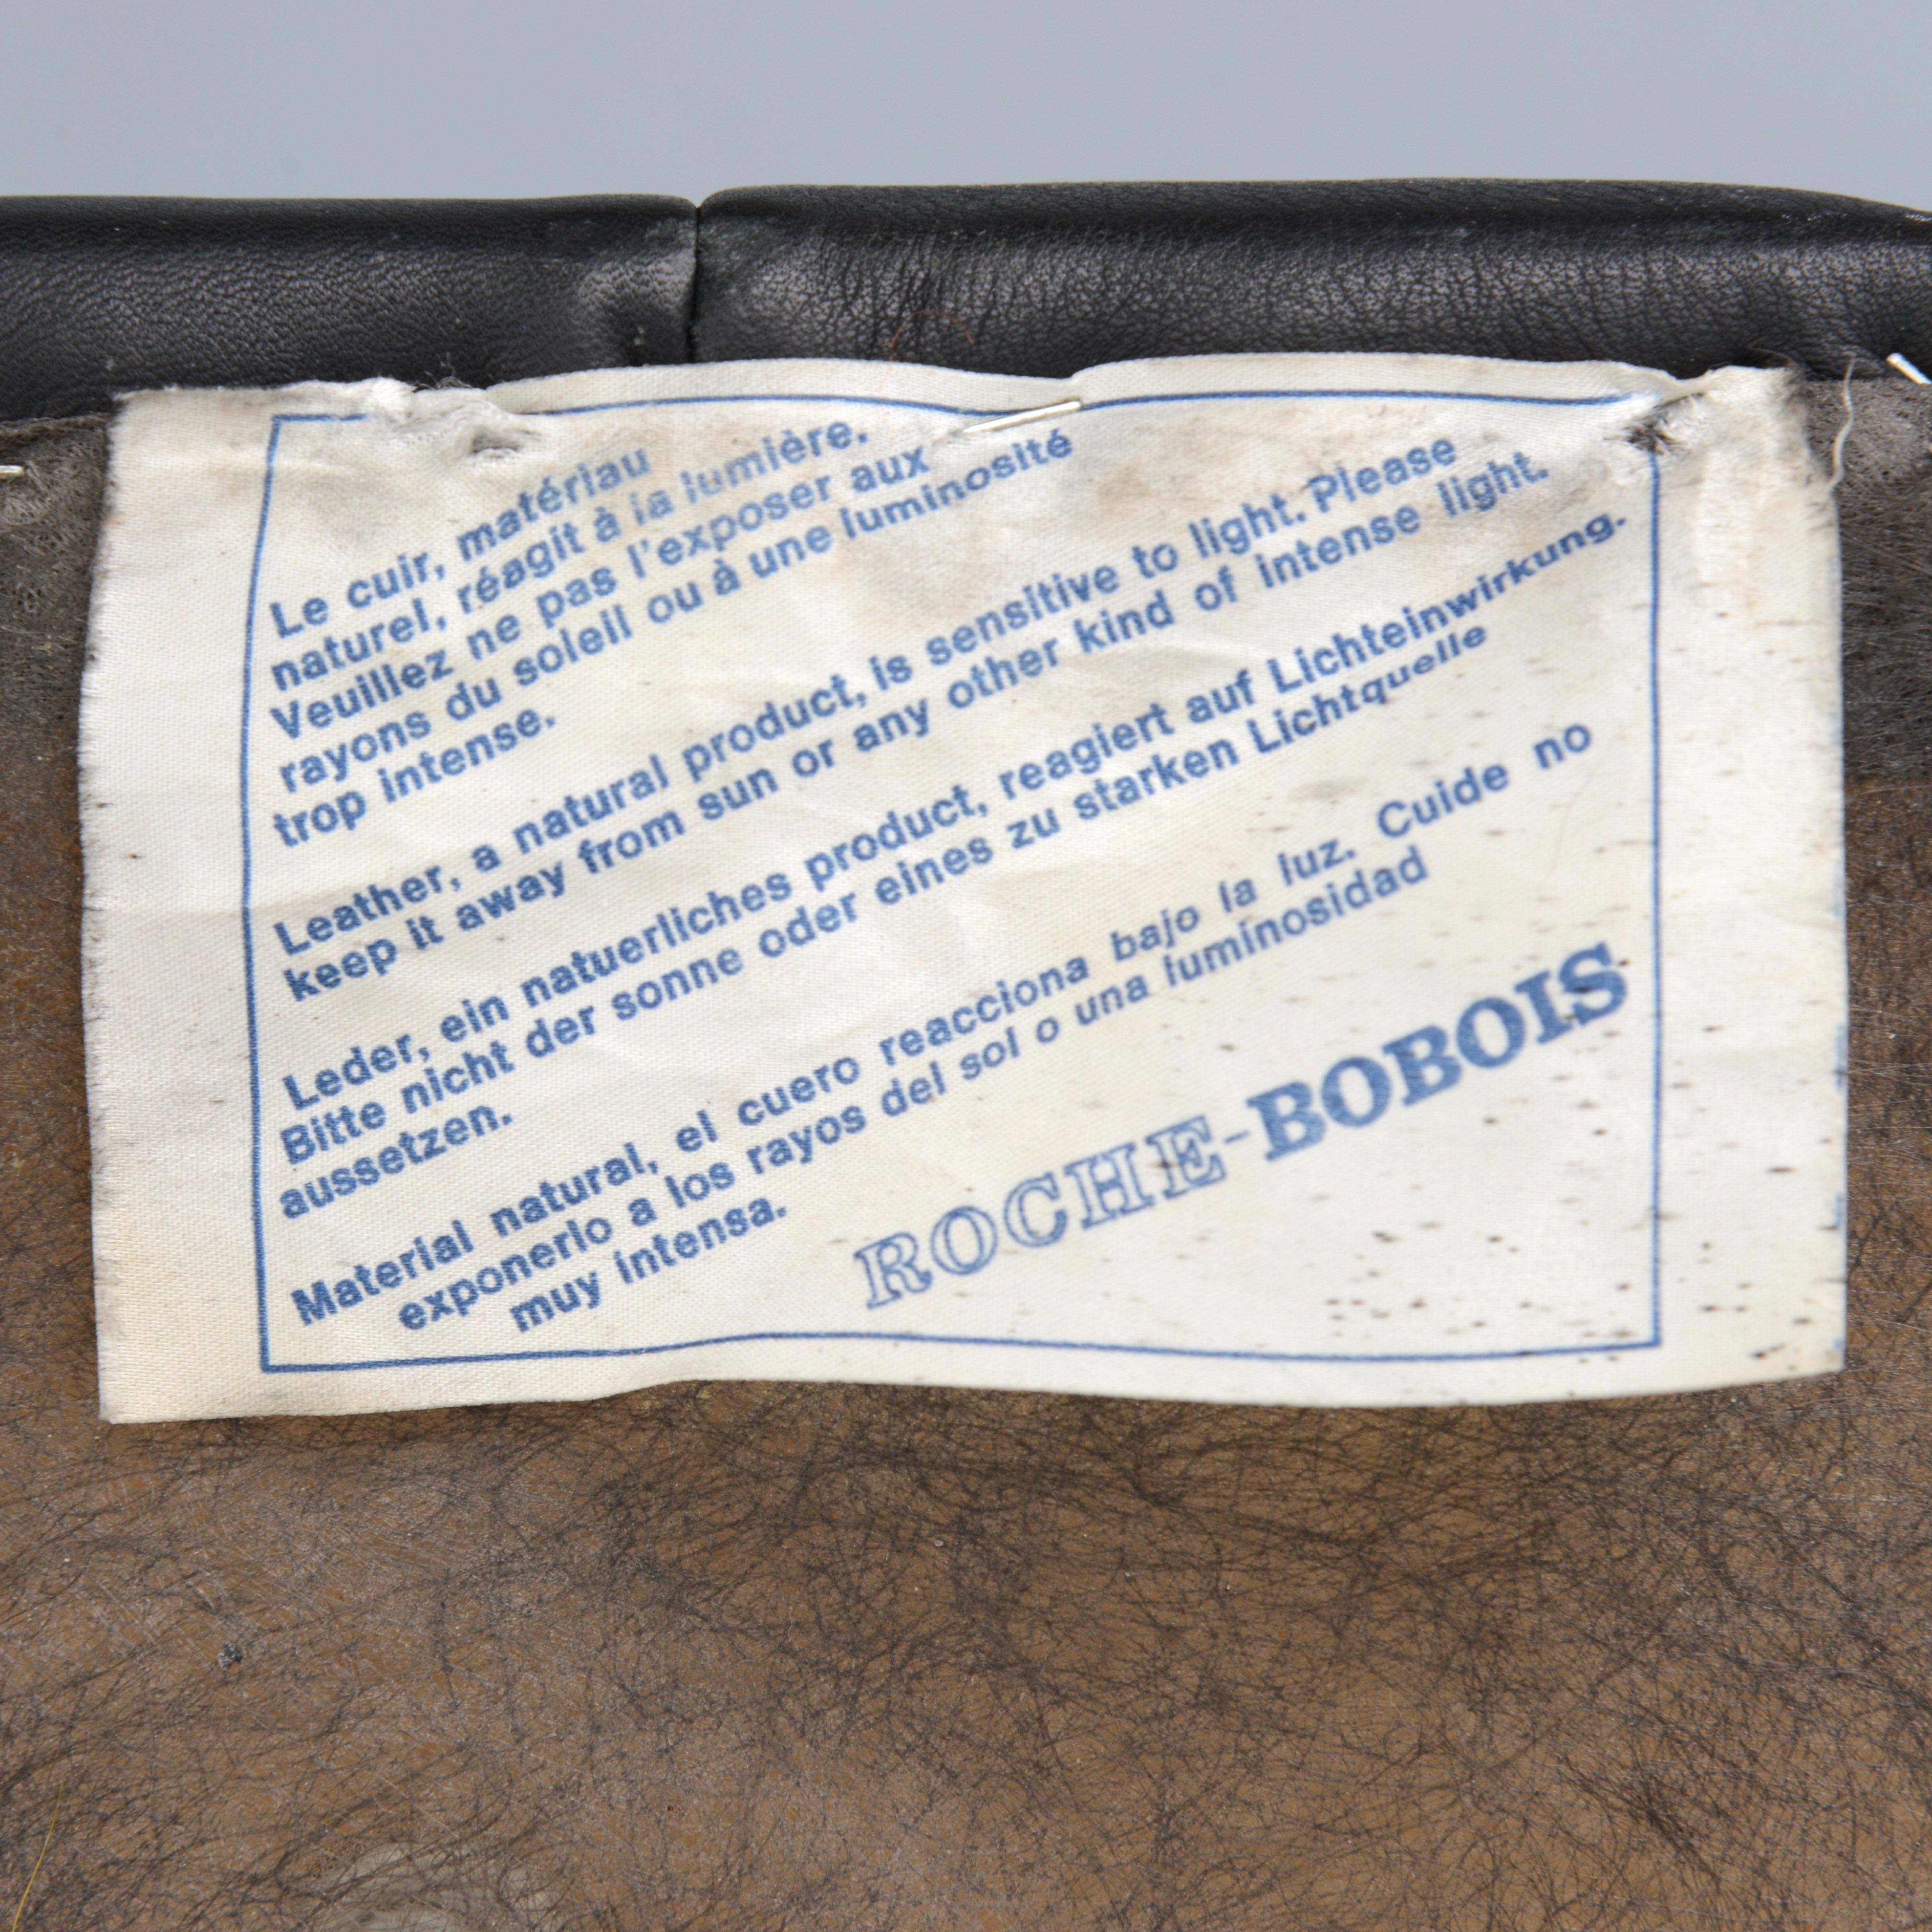 Le cuir, matériau
naturel, réagit à la lumière.
Veuillez ne pas l'exposer aux
rayons du soleil ou à une luminosité
trop intense.
Leather, a natural product, is sensitive to light. Please
keep it away from sun or any other kind of intense light.
Leder, ein natuerliches product, reagiert auf Lichteinwirkung.
Bitte nicht der sonne oder eines zu starken Lichtquelle
aussetzen.
Material natural, el cuero reacciona bajo la luz. Cuide no
exponerlo a los rayos del sol o una luminosidad
muy intensa.
ROCHE-BOBOIS